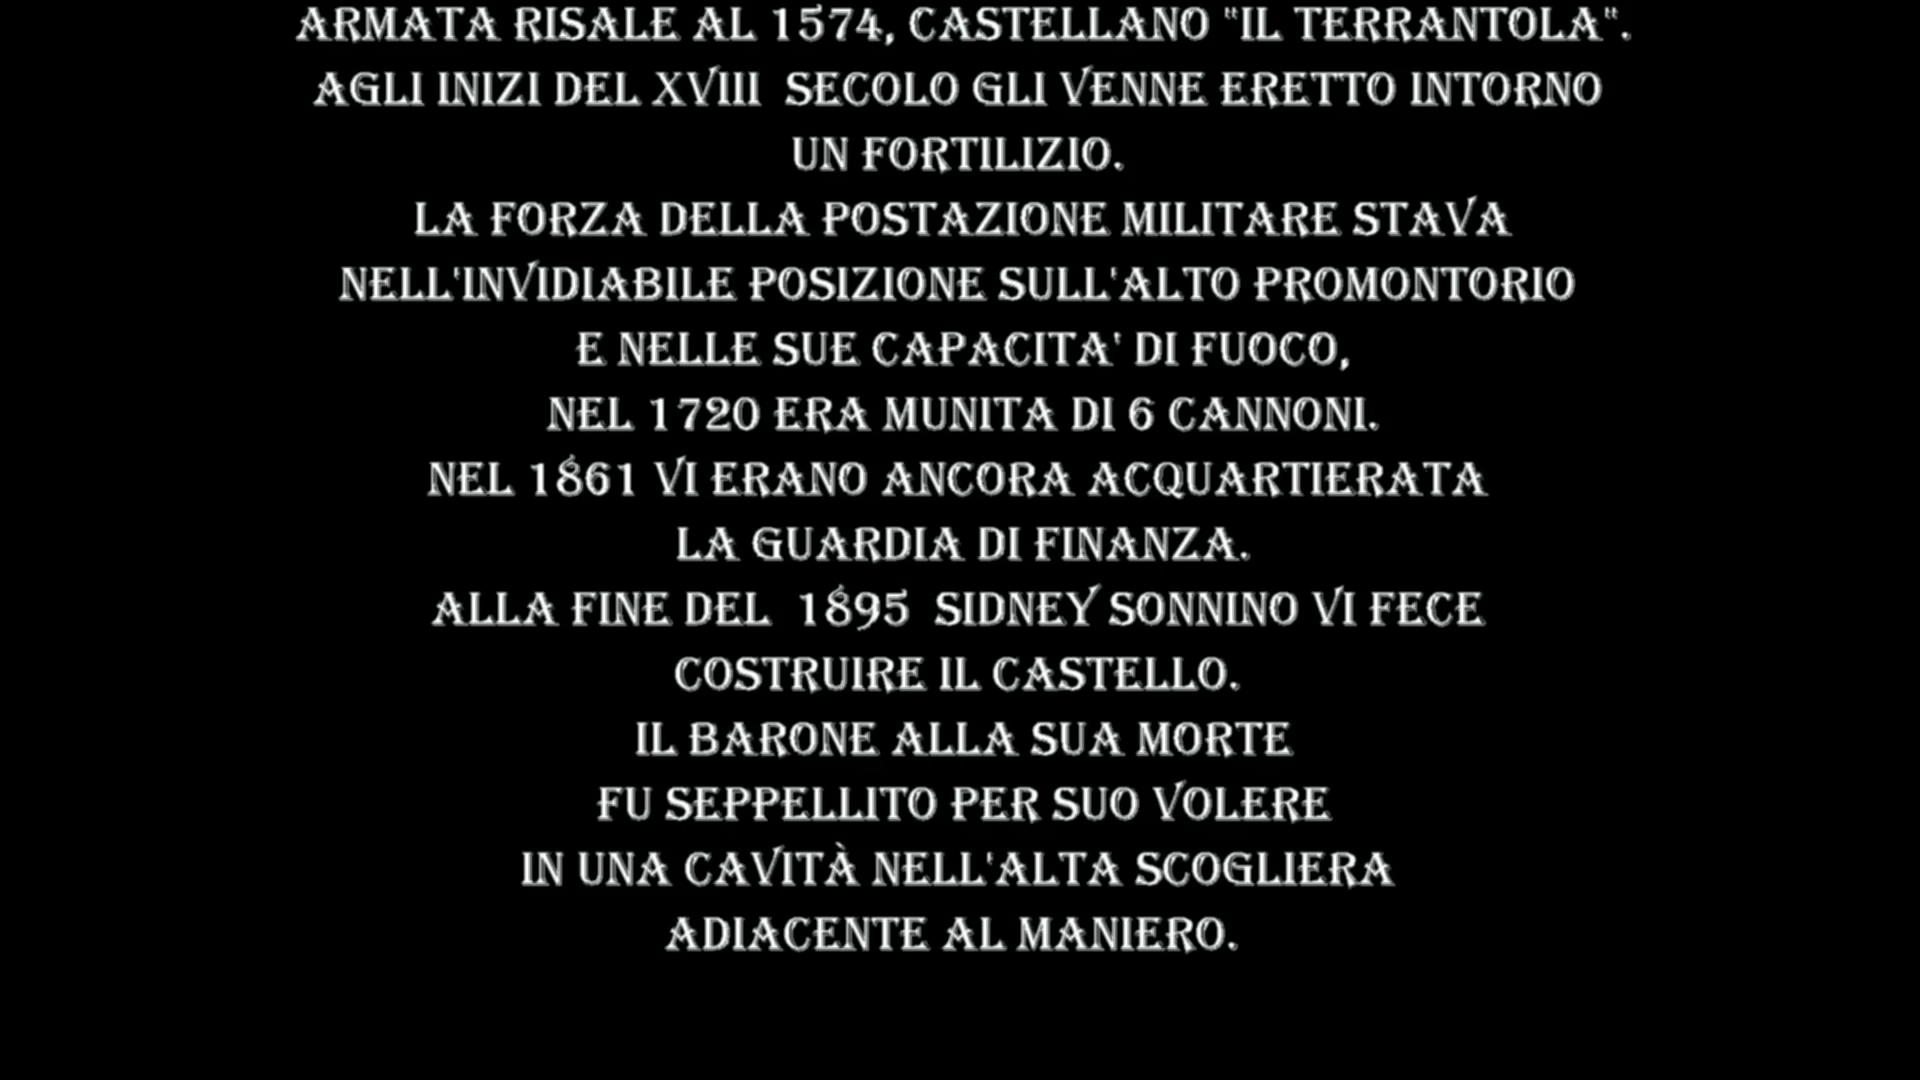 ARMATA RISALE AL 1574, CASTELLANO "IL TERRANTOLA".
AGLI INIZI DEL XVIII SECOLO GLI VENNE ERETTO INTORNO
UN FORTILIZIO.
LA FORZA DELLA POSTAZIONE MILITARE STAVA
NELL'INVIDIABILE POSIZIONE SULL'ALTO PROMONTORIO
E NELLE SUE CAPACITA' DI FUOCO,
NEL 1720 ERA MUNITA DI 6 CANNONI.
NEL 1861 VI ERANO ANCORA ACQUARTIERATA
LA GUARDIA DI FINANZA.
ALLA FINE DEL 1895 SIDNEY SONNINO VI FECE
COSTRUIRE IL CASTELLO.
IL BARONE ALLA SUA MORTE
FU SEPPELLITO PER SUO VOLERE
IN UNA CAVITÀ NELL'ALTA SCOGLIERA
ADIACENTE AL MANIERO.